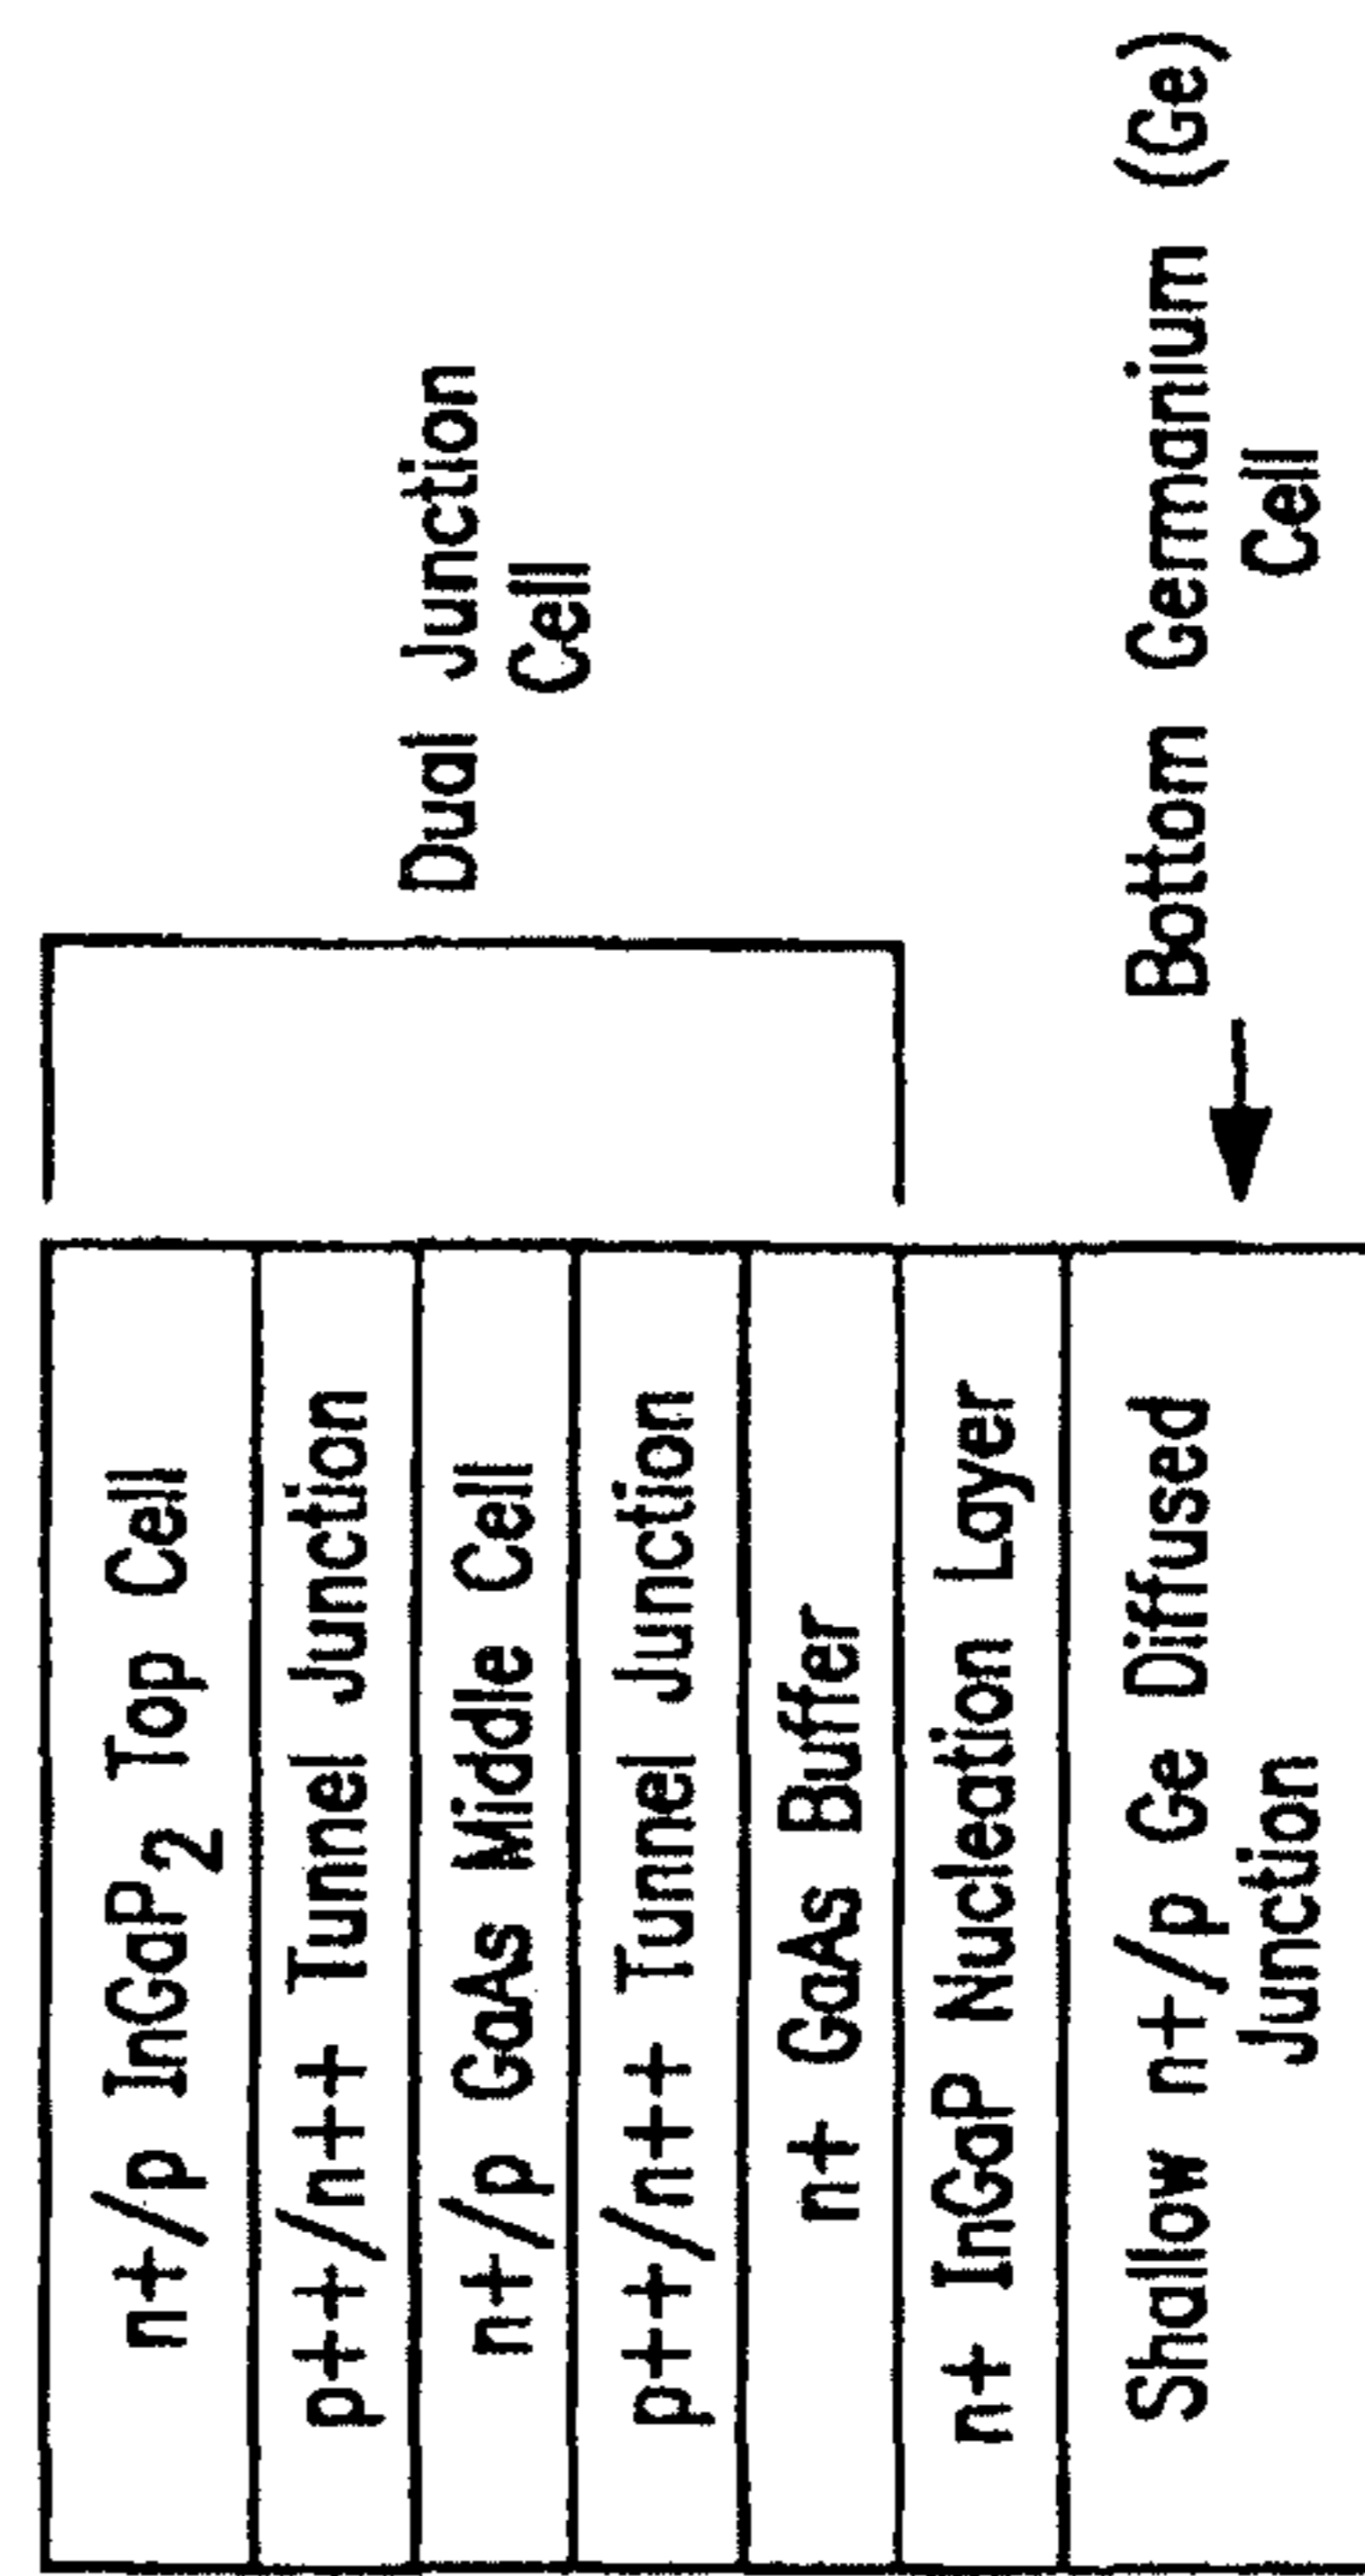 n+/p InGaP2 Top Cell
p++/n++ Tunnel Junction
n+/p GaAs Middle Cell
p++/n++ Tunnel Junction
n+ GaAs Buffer
n+ InGaP Nucleation Layer
Shallow n+/p Ge Diffused
Junction
Dual Junction
Cell
Bottom Germanium (Ge)
Cell